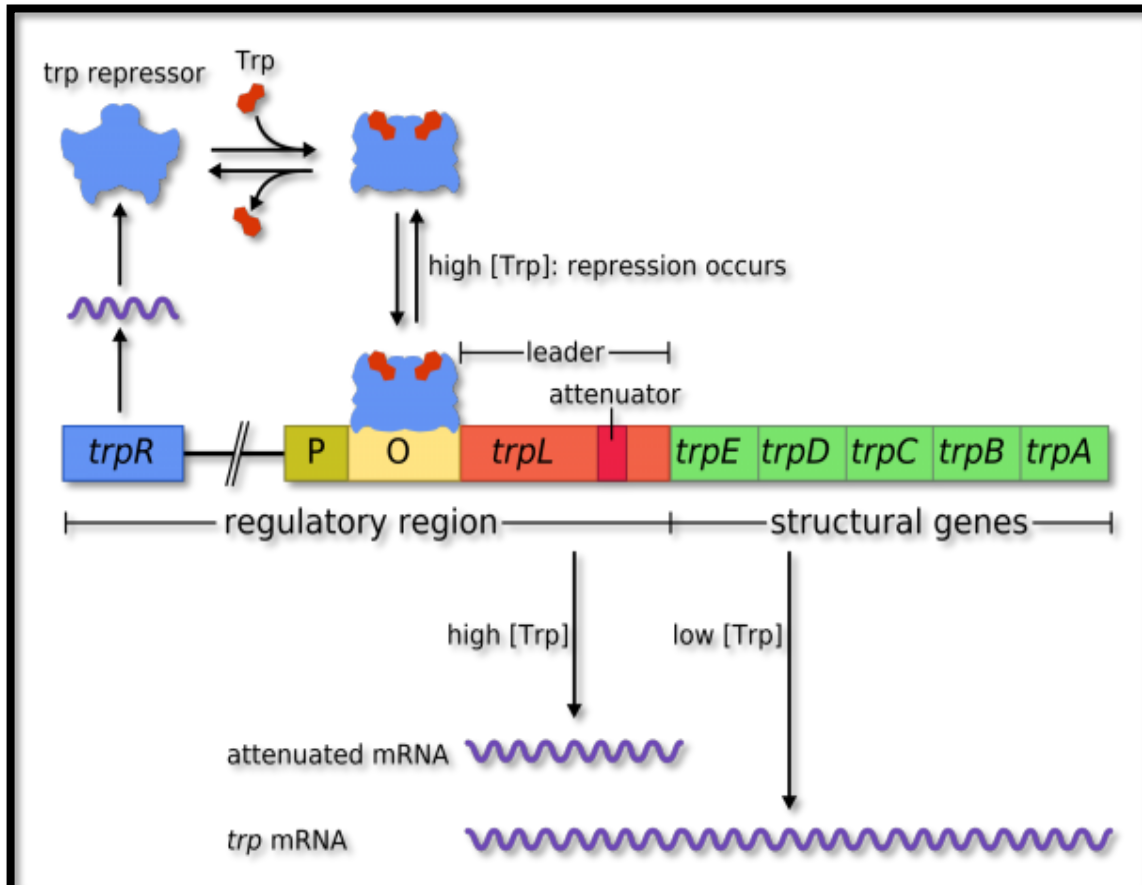 Trp
trp repressor
high [Trp]: repression occurs
leader
attenuator
trpR
P
O
trpL
trpE
trpD
trpC
trpB
trpA
regulatory region
structural genes
high [Trp]
low [Trp]
attenuated mRNA
trp mRNA